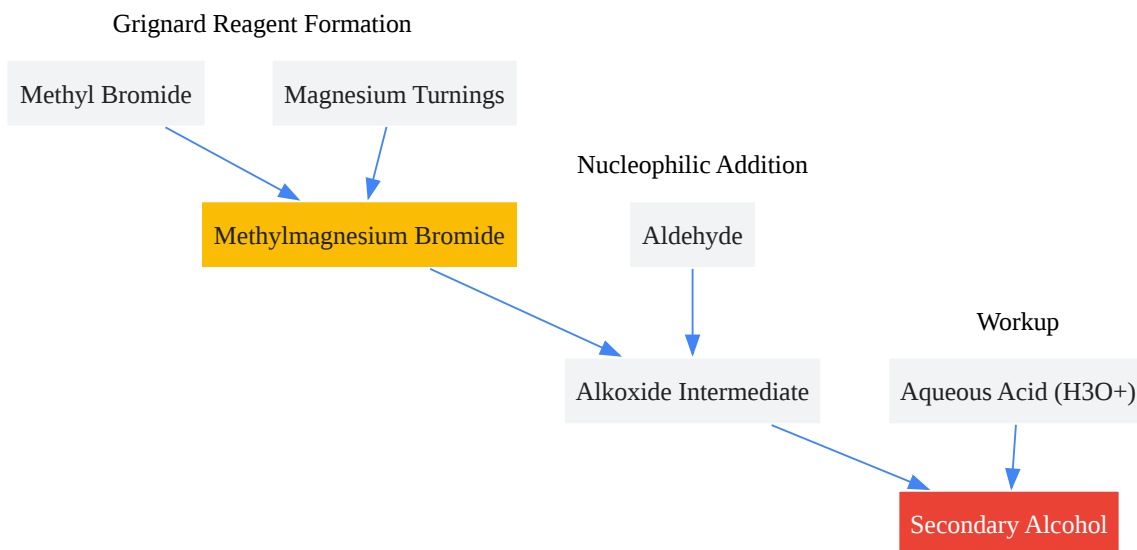 Grignard Reagent Formation
Methyl Bromide
Magnesium Turnings
Nucleophilic Addition
Methylmagnesium Bromide
Aldehyde
Workup
Alkoxide Intermediate
Aqueous Acid (H3O+)
Secondary Alcohol